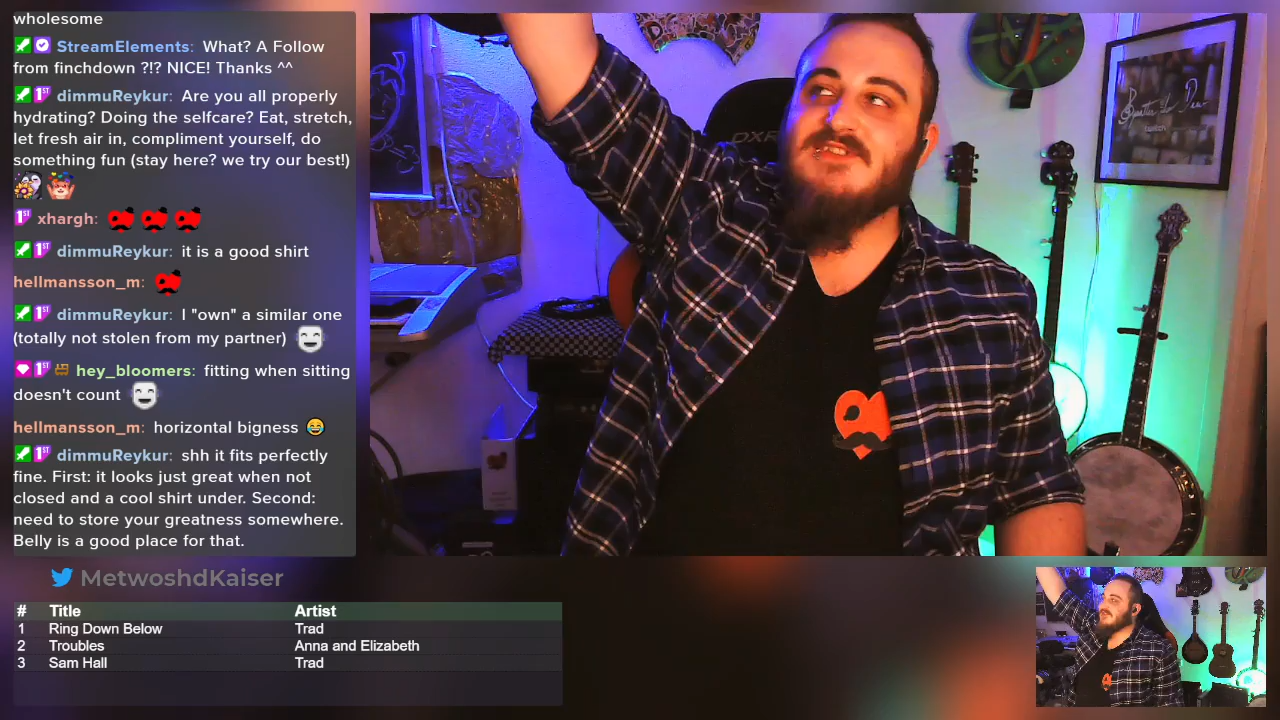 wholesome
StreamElements: What? A Follow
from finchdown ?!? NICE! Thanks ^^
dimmuReykur: Are you all properly
hydrating? Doing the selfcare? Eat, stretch,
let fresh air in, compliment yourself, do
something fun (stay here? we try our best!)
xhargh:
dimmuReykur: it is a good shirt
hellmansson_m:
dimmuReykur: I "own" a similar one
(totally not stolen from my partner)
hey_bloomers: fitting when sitting
doesn't count
hellmansson_m: horizontal bigness 😂
dimmuReykur: shh it fits perfectly
fine. First: it looks just great when not
closed and a cool shirt under. Second:
need to store your greatness somewhere.
Belly is a good place for that.
DXR
twitch
MetwoshdKaiser
# Title Artist
1 Ring Down Below Trad
2 Troubles Anna and Elizabeth
3 Sam Hall Trad